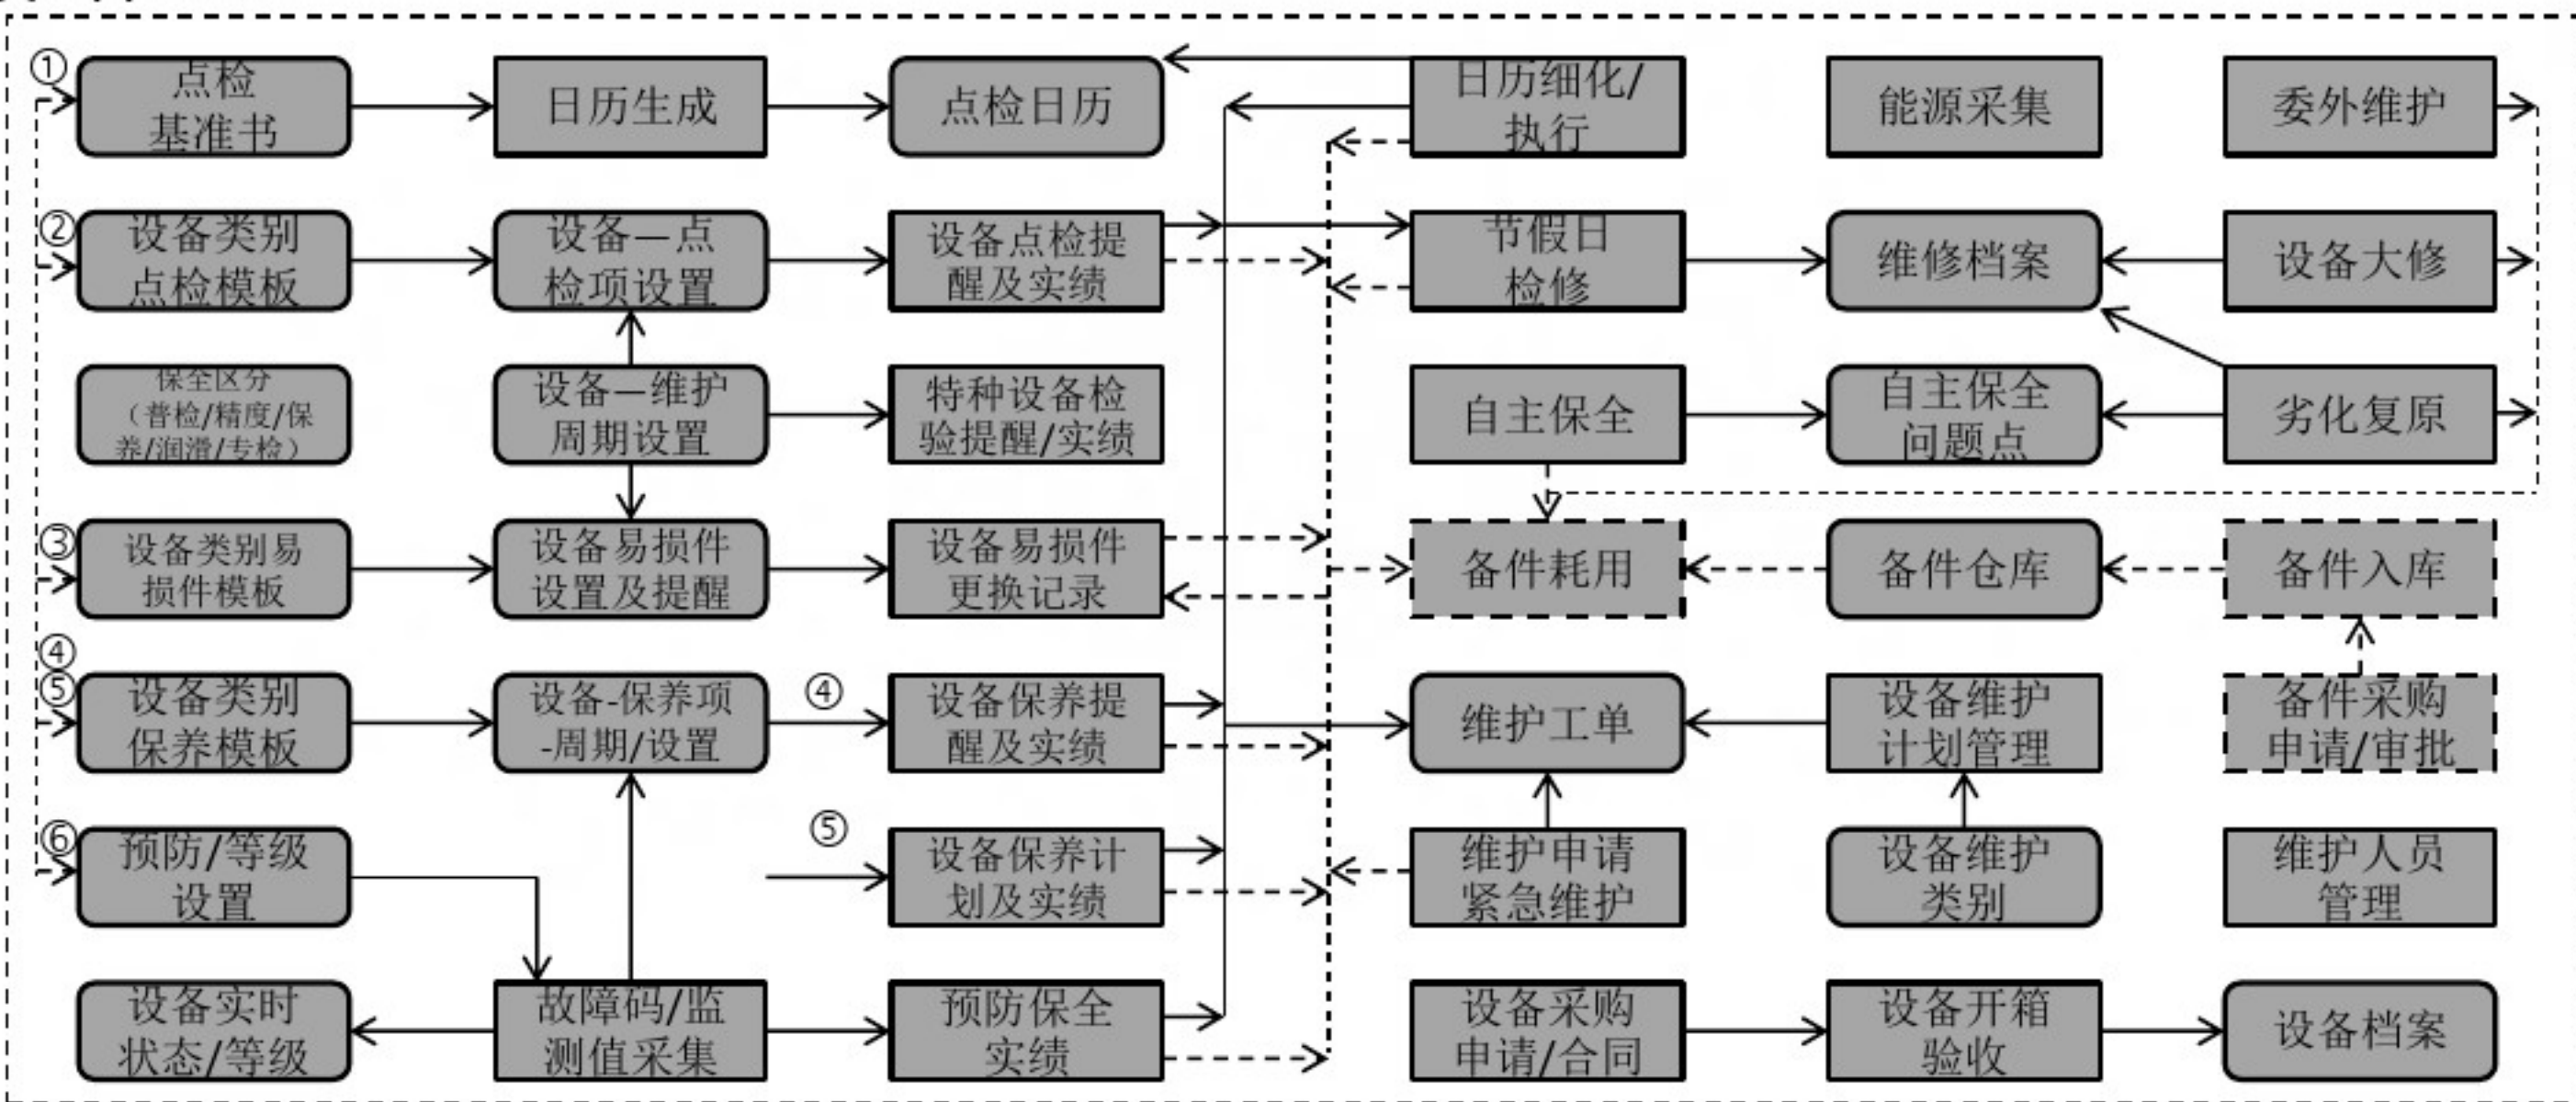 ①
点检
基准书
日历生成
点检日历
日历细化/
执行
能源采集
委外维护
②
设备类别
点检模板
设备—点
检项设置
设备点检提
醒及实绩
节假日
检修
维修档案
设备大修
保全区分
（普检/精度/保
养/润滑/专检）
设备—维护
周期设置
特种设备检
验提醒/实绩
自主保全
自主保全
问题点
劣化复原
③
设备类别易
损件模板
设备易损件
设置及提醒
设备易损件
更换记录
备件耗用
备件仓库
备件入库
④
⑤
设备类别
保养模板
设备-保养项
-周期/设置
④
设备保养提
醒及实绩
维护工单
设备维护
计划管理
备件采购
申请/审批
⑥
预防/等级
设置
⑤
设备保养计
划及实绩
维护申请
紧急维护
设备维护
类别
维护人员
管理
设备实时
状态/等级
故障码/监
测值采集
预防保全
实绩
设备采购
申请/合同
设备开箱
验收
设备档案